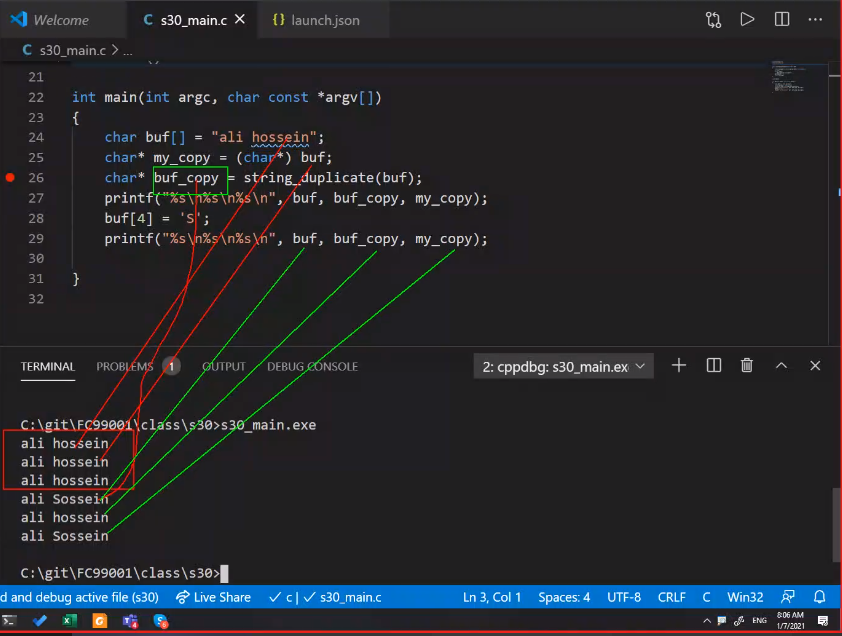 Welcome
C s30_main.c
{} launch.json
C s30_main.c > ...
21
22 int main(int argc, char const *argv[])
23 {
24 char buf[] = "ali hossein";
25 char* my_copy = (char*) buf;
26 char* buf_copy = string_duplicate(buf);
27 printf("%s\n%s\n%s\n", buf, buf_copy, my_copy);
28 buf[4] = 'S';
29 printf("%s\n%s\n%s\n", buf, buf_copy, my_copy);
30
31 }
32
TERMINAL PROBLEMS 1 OUTPUT DEBUG CONSOLE 2: cppdbg: s30_main.ex
C:\git\FC99001\class\s30>s30_main.exe
ali hossein
ali hossein
ali hossein
ali Sossein
ali hossein
ali Sossein
C:\git\FC99001\class\s30>
d and debug active file (s30) Live Share c | s30_main.c Ln 3, Col 1 Spaces: 4 UTF-8 CRLF C Win32
ENG
8:06 AM
1/7/2021